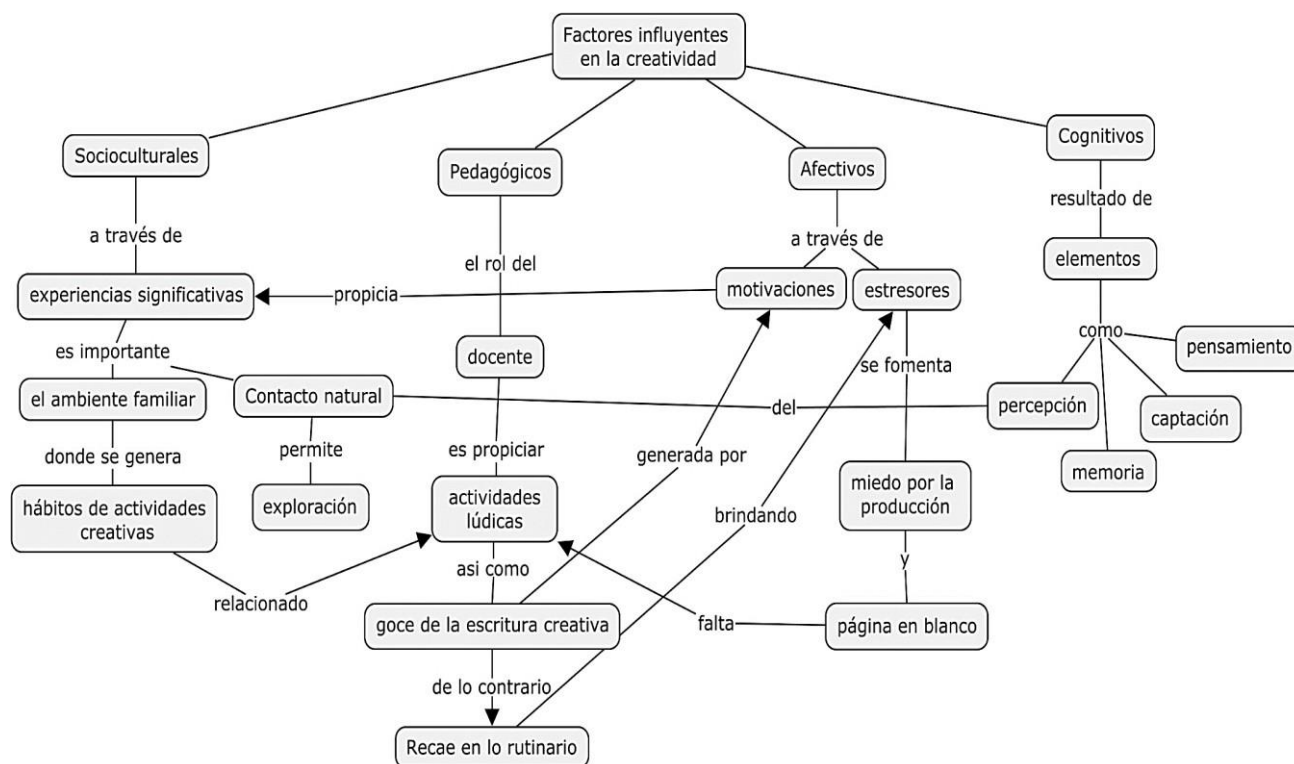 Factores influyentes
en la creatividad
Socioculturales
Pedagógicos
Afectivos
Cognitivos
a través de
el rol del
a través de
resultado de
experiencias significativas
propicia
motivaciones
estresores
elementos
es importante
docente
se fomenta
como
pensamiento
el ambiente familiar
Contacto natural
del
percepción
captación
donde se genera
permite
es propiciar
generada por
memoria
hábitos de actividades
creativas
exploración
actividades
lúdicas
brindando
miedo por la
producción
relacionado
asi como
y
goce de la escritura creativa
falta
página en blanco
de lo contrario
Recae en lo rutinario